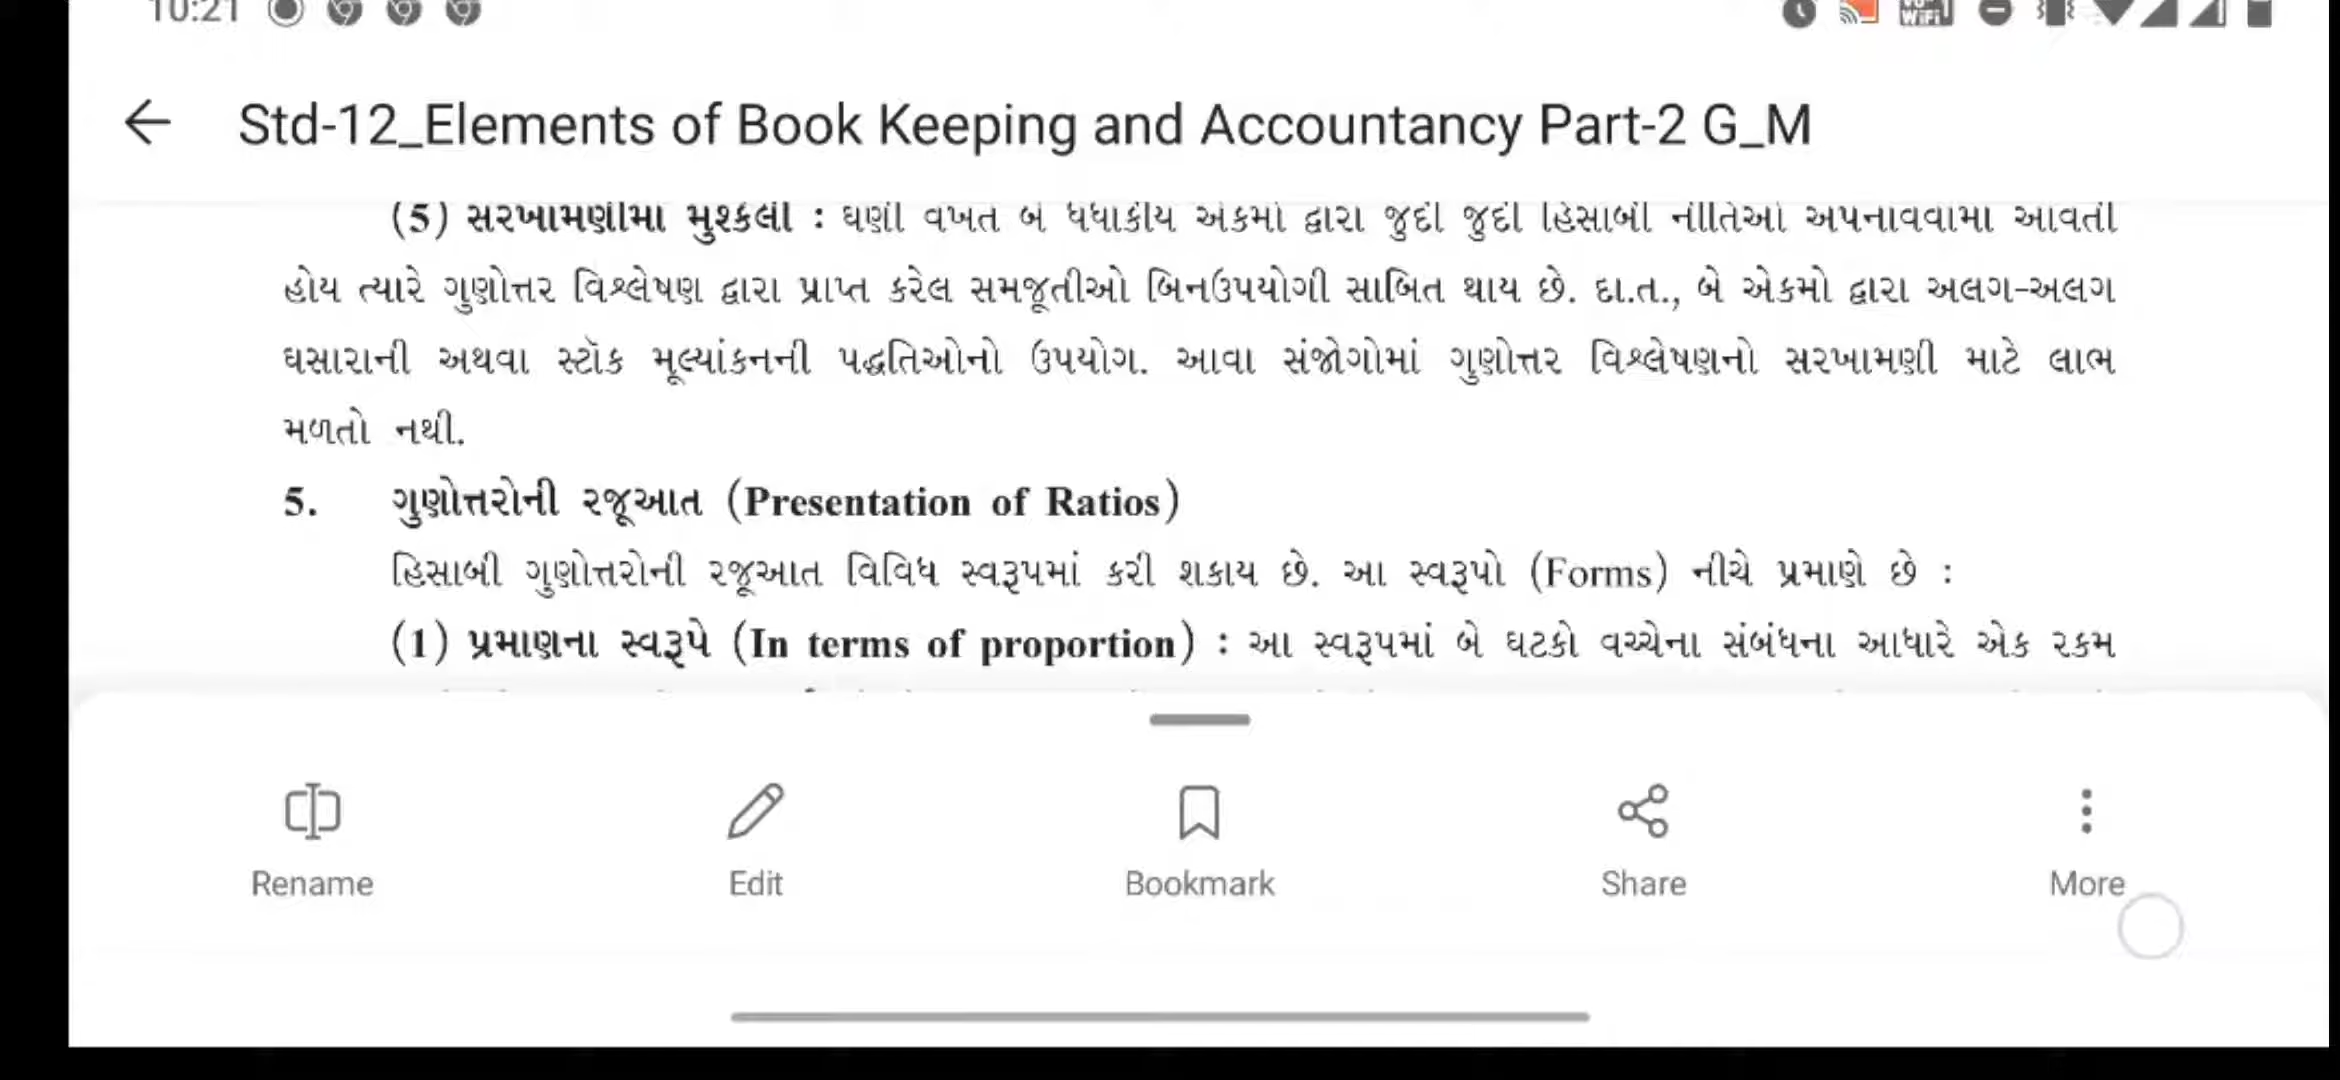 10:21
Std-12_Elements of Book Keeping and Accountancy Part-2 G_M
(5) સરખામણીમાં મુશ્કેલી : ઘણી વખત બે ધંધાકીય એકમો દ્વારા જુદી જુદી હિસાબી નીતિઓ અપનાવવામાં આવતી
હોય ત્યારે ગુણોત્તર વિશ્લેષણ દ્વારા પ્રાપ્ત કરેલ સમજૂતીઓ બિનઉપયોગી સાબિત થાય છે. દા.ત., બે એકમો દ્વારા અલગ-અલગ
ઘસારાની અથવા સ્ટૉક મૂલ્યાંકનની પદ્ધતિઓનો ઉપયોગ. આવા સંજોગોમાં ગુણોત્તર વિશ્લેષણનો સરખામણી માટે લાભ
મળતો નથી.
5. ગુણોત્તરોની રજૂઆત (Presentation of Ratios)
હિસાબી ગુણોત્તરોની રજૂઆત વિવિધ સ્વરૂપમાં કરી શકાય છે. આ સ્વરૂપો (Forms) નીચે પ્રમાણે છે :
(1) પ્રમાણના સ્વરૂપે (In terms of proportion) : આ સ્વરૂપમાં બે ઘટકો વચ્ચેના સંબંધના આધારે એક રકમ
Rename Edit Bookmark Share More